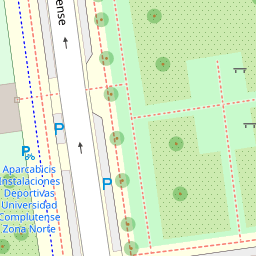 ense
P
P
Aparcabicis
Instalaciones
Deportivas
Universidad
Complutense
Zona Norte